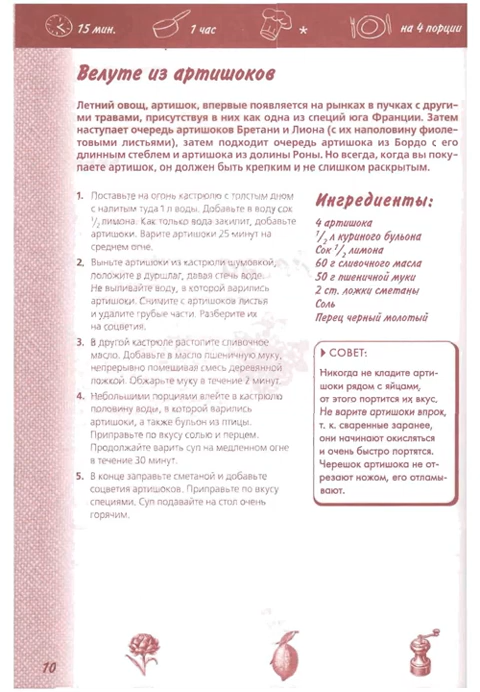 15 мин.
1 час
*
на 4 порции
Велуте из артишоков
Летний овощ, артишок, впервые появляется на рынках в пучках с други-
ми травами, присутствуя в них как одна из специй юга Франции. Затем
наступает очередь артишоков Бретани и Лиона (с их наполовину фиоле-
товыми листьями), затем подходит очередь артишока из Бордо с его
длинным стеблем и артишока из долины Роны. Но всегда, когда вы поку-
паете артишок, он должен быть крепким и не слишком раскрытым.
1. Поставьте на огонь кастрюлю с толстым дном
с налитым туда 1 л воды. Добавьте в воду сок
1/2 лимона. Как только вода закипит, добавьте
артишоки. Варите артишоки 25 минут на
среднем огне.
2. Выньте артишоки из кастрюли шумовкой,
положите в дуршлаг, давая стечь воде.
Не выливайте воду, в которой варились
артишоки. Снимите с артишоков листья
и удалите грубые части. Разберите их
на соцветия.
3. В другой кастрюле растопите сливочное
масло. Добавьте в масло пшеничную муку,
непрерывно помешивая смесь деревянной
ложкой. Обжарьте муку в течение 2 минут.
4. Небольшими порциями влейте в кастрюлю
половину воды, в которой варились
артишоки, а также бульон из птицы.
Приправьте по вкусу солью и перцем.
Продолжайте варить суп на медленном огне
в течение 30 минут.
5. В конце заправьте сметаной и добавьте
соцветия артишоков. Приправьте по вкусу
специями. Суп подавайте на стол очень
горячим.
Ингредиенты:
4 артишока
1/2 л куриного бульона
Сок 1/2 лимона
60 г сливочного масла
50 г пшеничной муки
2 ст. ложки сметаны
Соль
Перец черный молотый
СОВЕТ:
Никогда не кладите арти-
шоки рядом с яйцами,
от этого портится их вкус.
Не варите артишоки впрок,
т. к. сваренные заранее,
они начинают окисляться
и очень быстро портятся.
Черешок артишока не от-
резают ножом, его отламы-
вают.
10